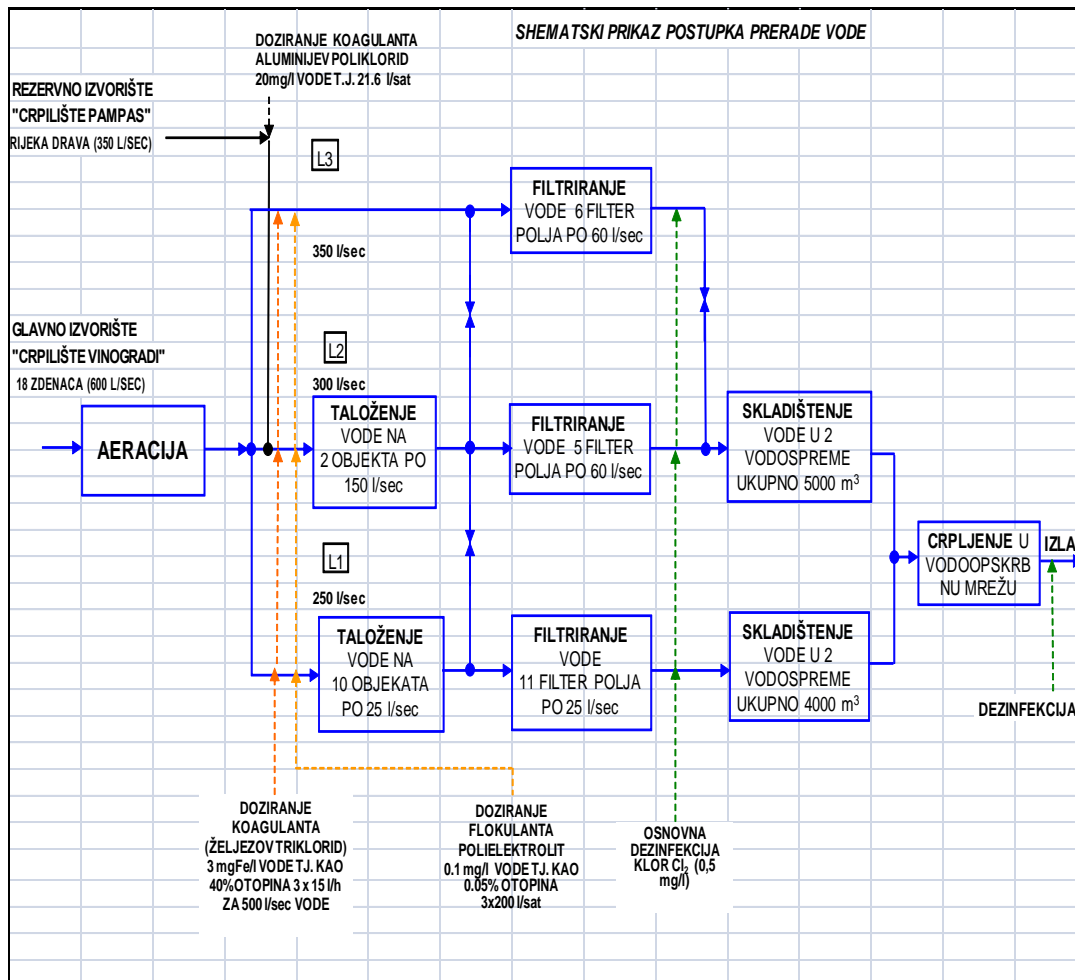 SHEMATSKI PRIKAZ POSTUPKA PRERADE VODE
DOZIRANJE KOAGULANTA
ALUMINIJEV POLIKLORID
20mg/l VODE T.J. 21.6 l/sat
REZERVNO IZVORIŠTE
"CRPILIŠTE PAMPAS"
RIJEKA DRAVA (350 L/SEC)
L3
350 l/sec
FILTRIRANJE
VODE 6 FILTER
POLJA PO 60 l/sec
GLAVNO IZVORIŠTE
"CRPILIŠTE VINOGRADI"
18 ZDENACA (600 L/SEC)
AERACIJA
L2
300 l/sec
TALOŽENJE
VODE NA
2 OBJEKTA PO
150 l/sec
FILTRIRANJE
VODE 5 FILTER
POLJA PO 60 l/sec
SKLADIŠTENJE
VODE U 2
VODOSPREME
UKUPNO 5000 m³
L1
250 l/sec
TALOŽENJE
VODE NA
10 OBJEKATA
PO 25 l/sec
FILTRIRANJE
VODE
11 FILTER POLJA
PO 25 l/sec
SKLADIŠTENJE
VODE U 2
VODOSPREME
UKUPNO 4000 m³
CRPLJENJE U
VODOOPSKRB
NU MREŽU
IZLA
DEZINFEKCIJA
DOZIRANJE
KOAGULANTA
(ŽELJEZOV TRIKLORID)
3 mgFe/l VODE TJ. KAO
40%OTOPINA 3 x 15 l/h
ZA 500 l/sec VODE
DOZIRANJE
FLOKULANTA
POLIELEKTROLIT
0.1 mg/l VODE TJ. KAO
0.05% OTOPINA
3x200 l/sat
OSNOVNA
DEZINFEKCIJA
KLOR Cl₂ (0,5
mg/l)